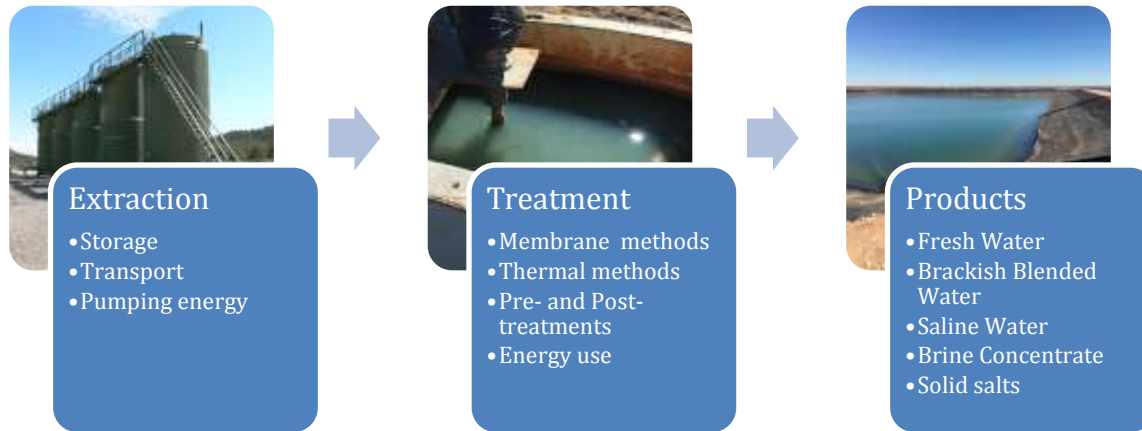 Extraction
•Storage
•Transport
•Pumping energy
Treatment
•Membrane methods
•Thermal methods
•Pre- and Post-
treatments
•Energy use
Products
•Fresh Water
•Brackish Blended
Water
•Saline Water
•Brine Concentrate
•Solid salts